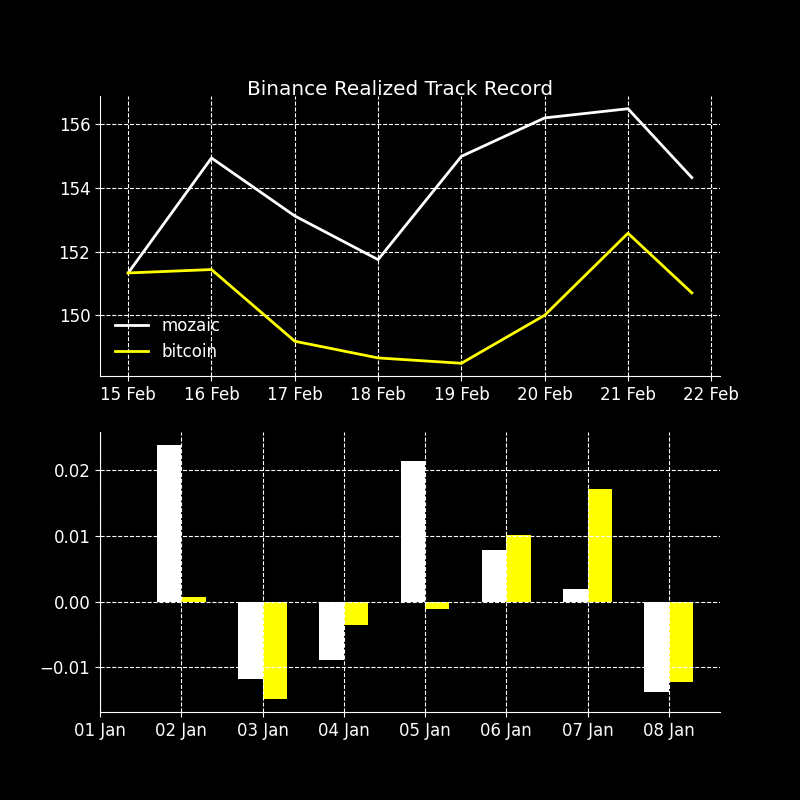 Binance Realized Track Record
156
154
152
150
mozaic
bitcoin
15 Feb 16 Feb 17 Feb 18 Feb 19 Feb 20 Feb 21 Feb 22 Feb
0.02
0.01
0.00
−0.01
01 Jan 02 Jan 03 Jan 04 Jan 05 Jan 06 Jan 07 Jan 08 Jan